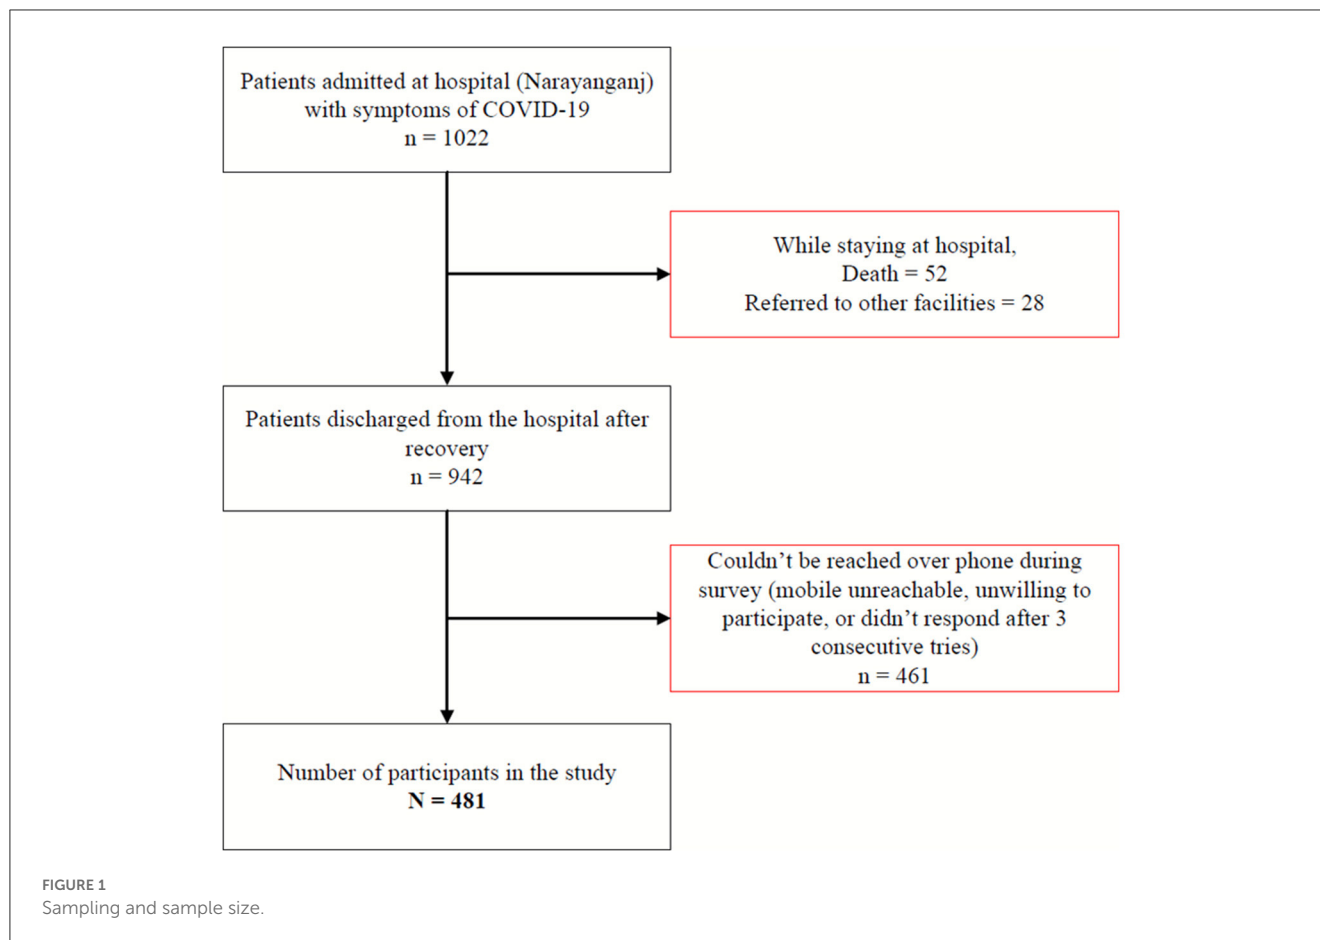 Patients admitted at hospital (Narayanganj)
with symptoms of COVID-19
n = 1022
While staying at hospital,
Death = 52
Referred to other facilities = 28
Patients discharged from the hospital after
recovery
n = 942
Couldn’t be reached over phone during
survey (mobile unreachable, unwilling to
participate, or didn’t respond after 3
consecutive tries)
n = 461
Number of participants in the study
N = 481
FIGURE 1
Sampling and sample size.